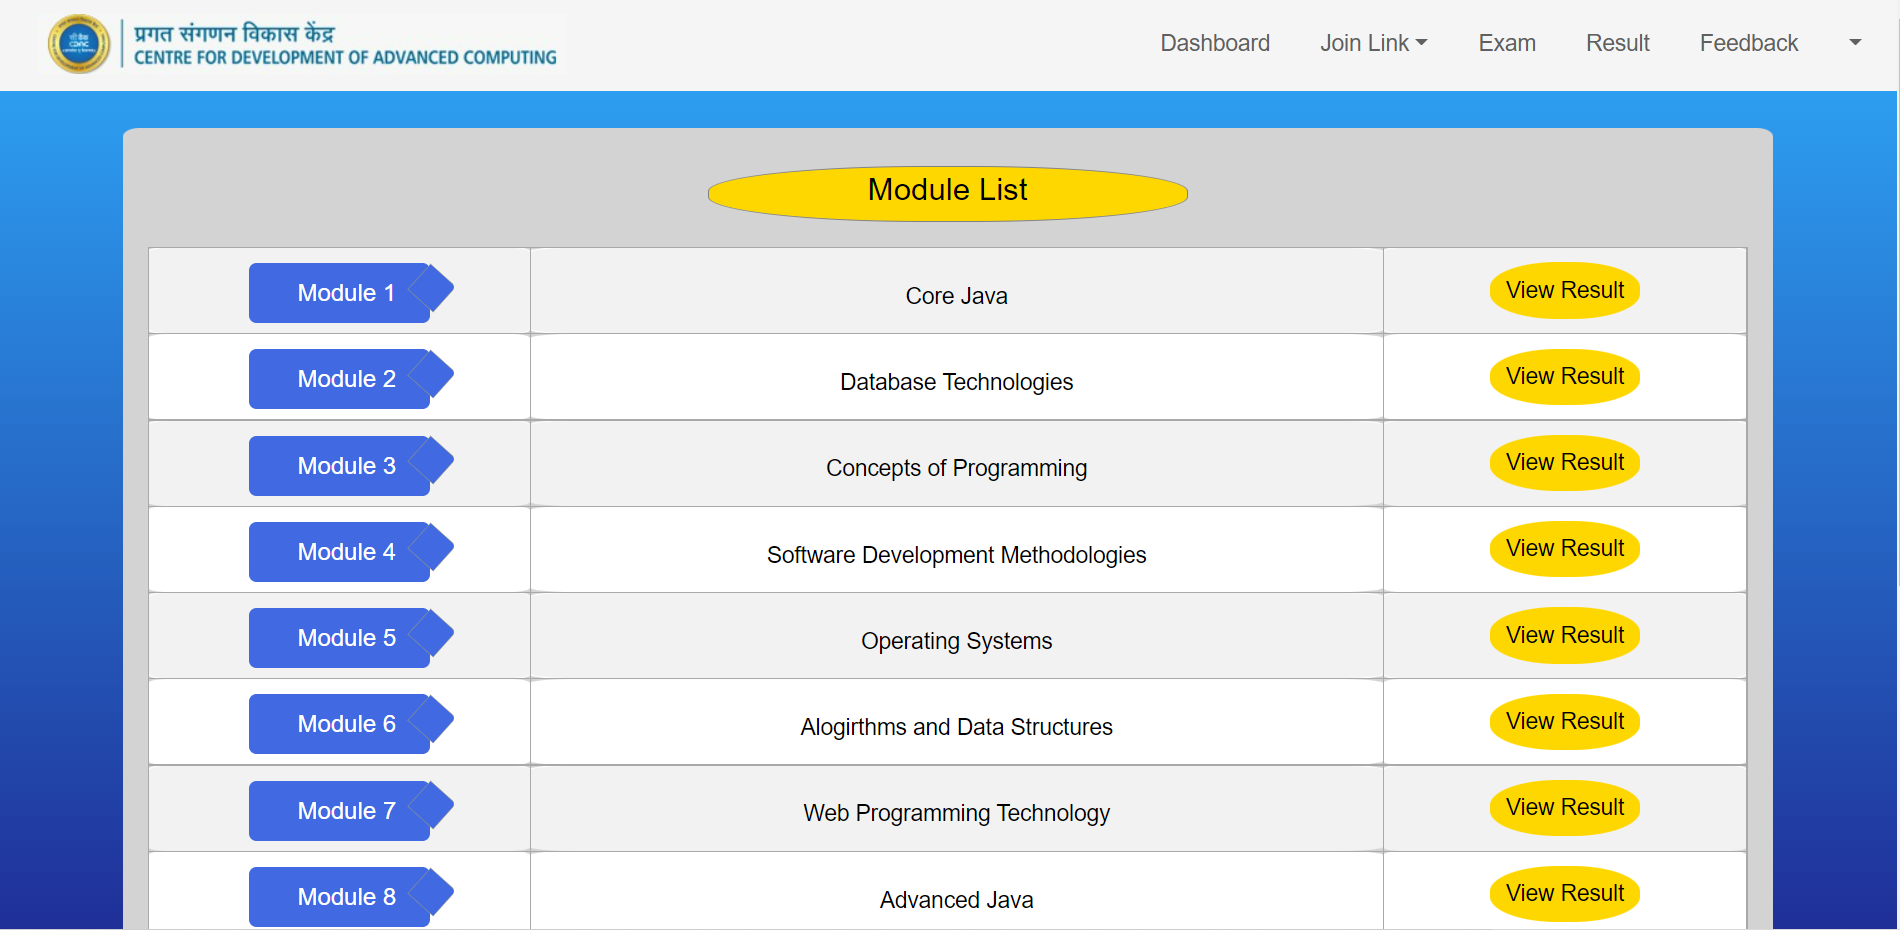 प्रगत संगणन विकास केंद्र
CENTRE FOR DEVELOPMENT OF ADVANCED COMPUTING
Dashboard Join Link Exam Result Feedback
Module List
Module 1 Core Java View Result
Module 2 Database Technologies View Result
Module 3 Concepts of Programming View Result
Module 4 Software Development Methodologies View Result
Module 5 Operating Systems View Result
Module 6 Alogirthms and Data Structures View Result
Module 7 Web Programming Technology View Result
Module 8 Advanced Java View Result